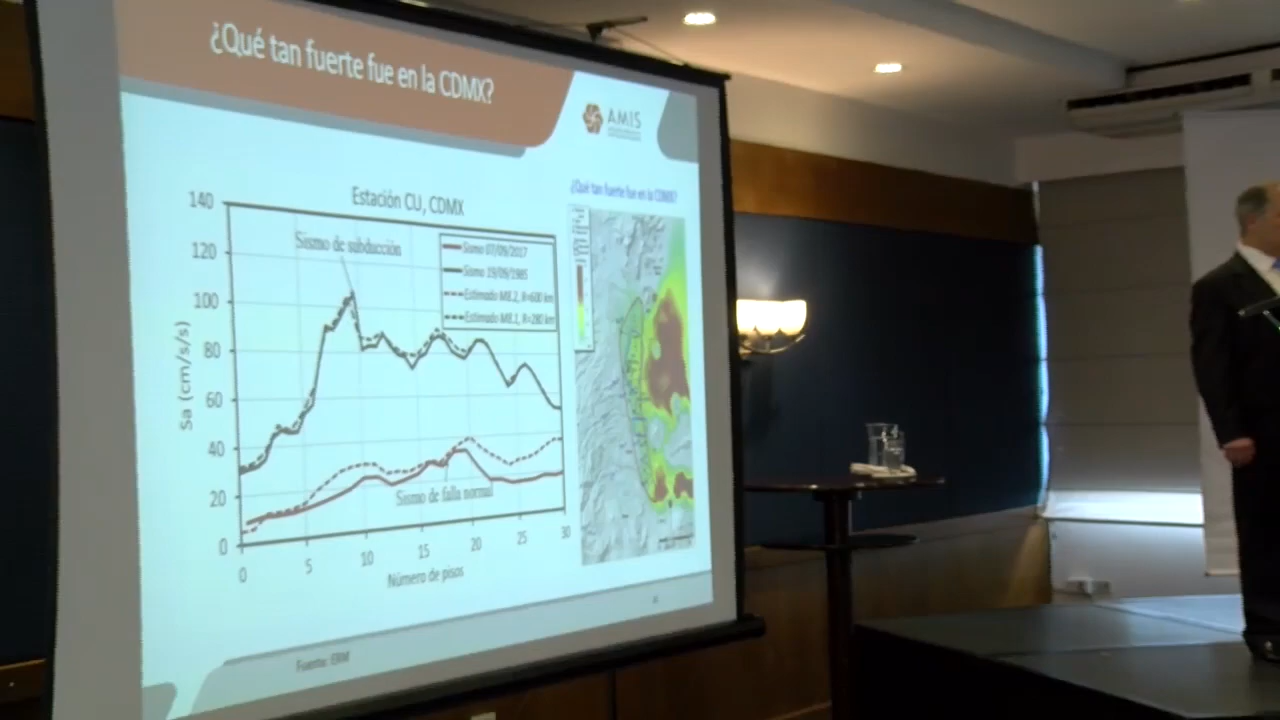 ¿Qué tan fuerte fue en la CDMX?
AMIS
¿Qué tan fuerte fue en la CDMX?
Estación CU, CDMX
Sismo de subducción
Sismo 07/09/2017
Sismo 19/09/1985
Estimado M8.2, R=600 km
Estimado M8.1, R=280 km
Sa (cm/s/s)
140
120
100
80
60
40
20
0
Sismo de falla normal
0 5 10 15 20 25 30
Número de pisos
Fuente: ERM